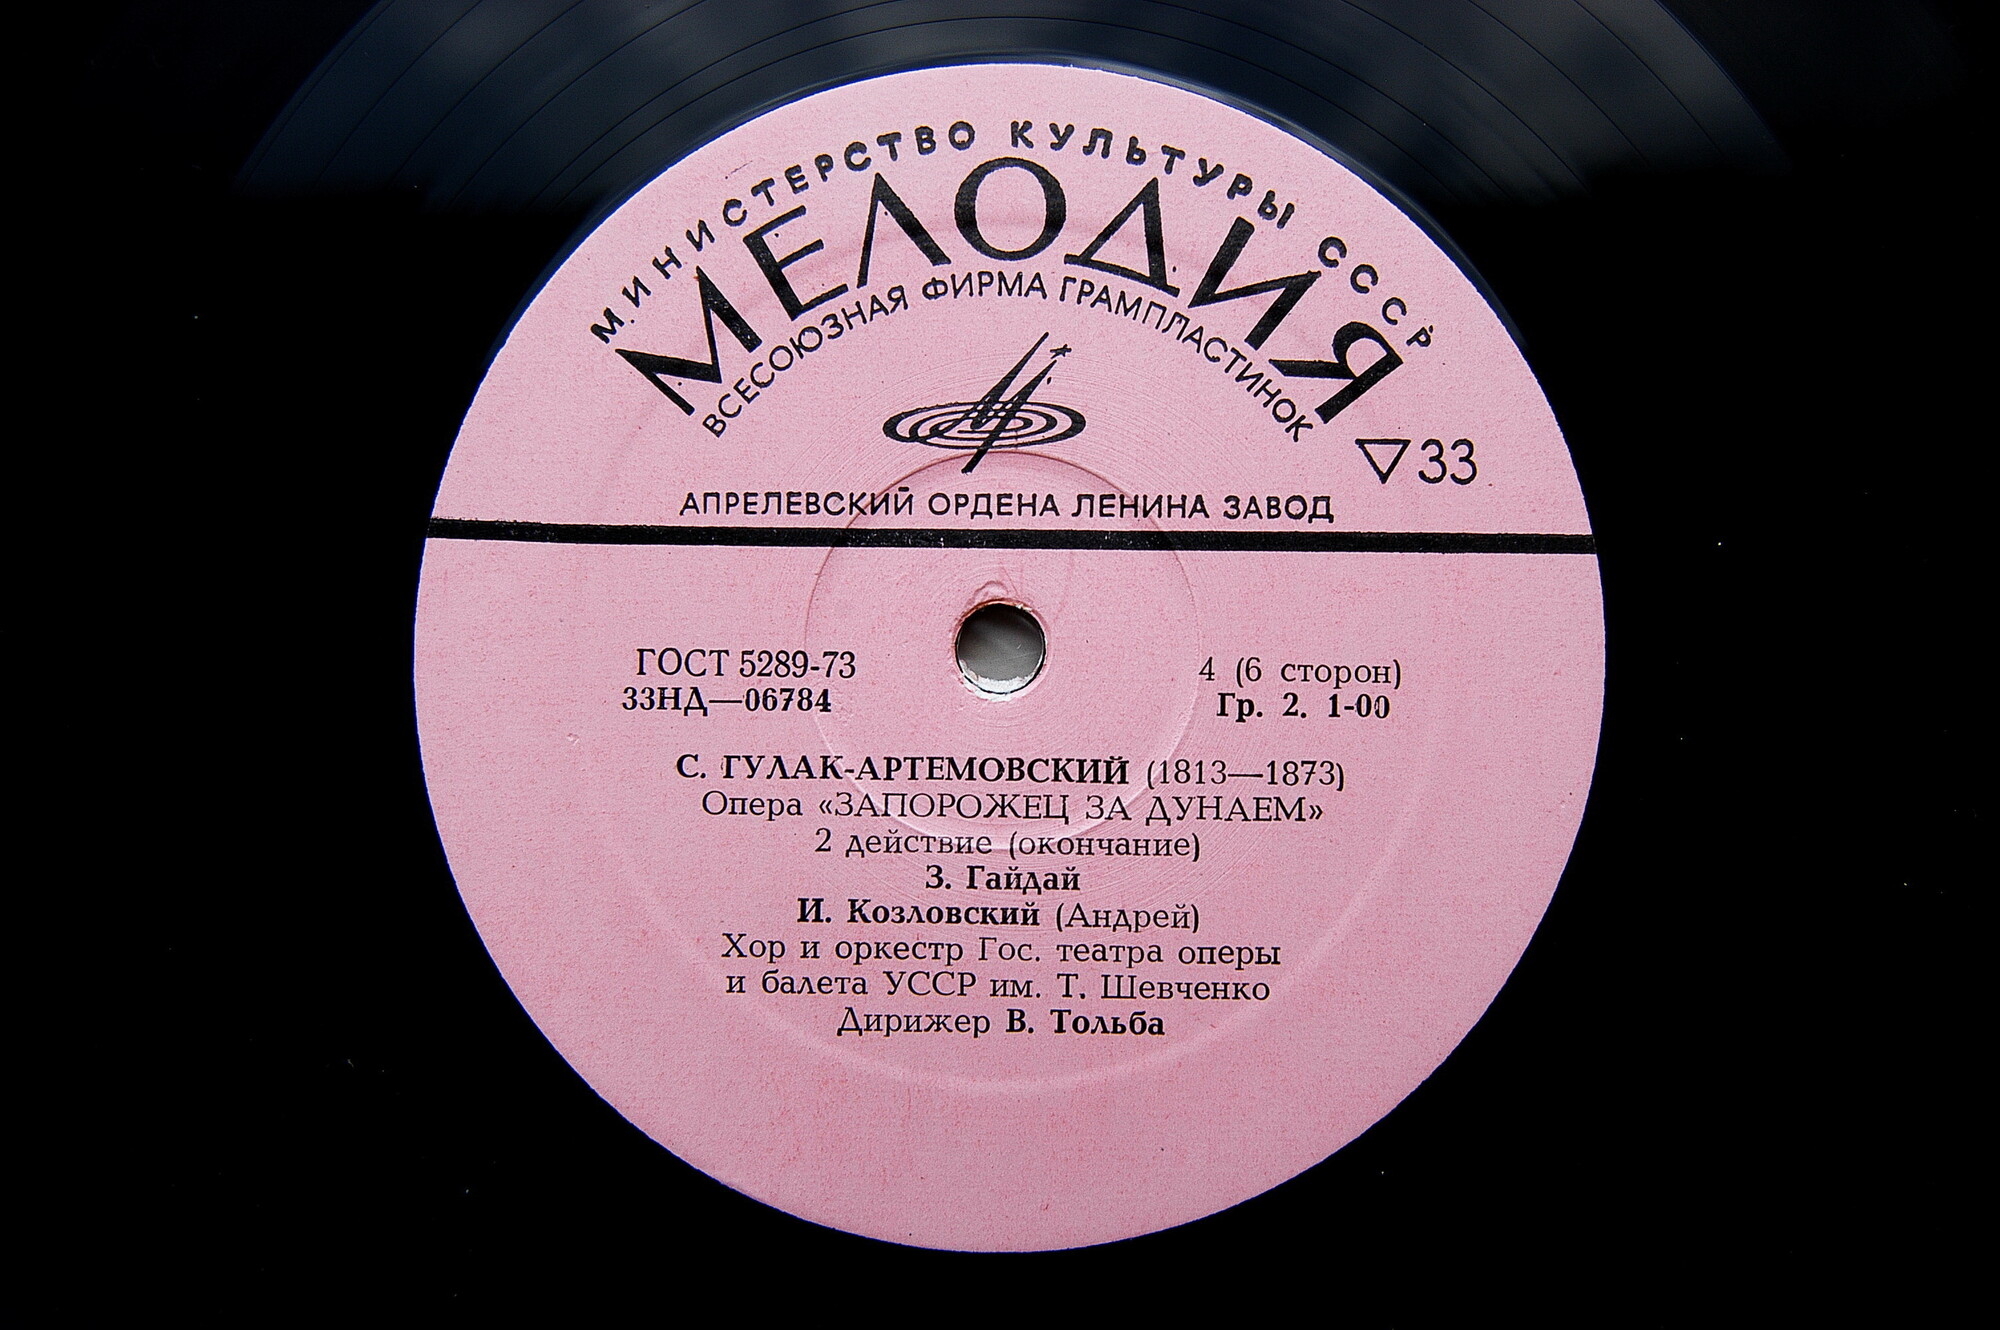 МИНИСТЕРСТВО КУЛЬТУРЫ СССР
МЕЛОДИЯ
ВСЕСОЮЗНАЯ ФИРМА ГРАМПЛАСТИНОК
▽33
АПРЕЛЕВСКИЙ ОРДЕНА ЛЕНИНА ЗАВОД
ГОСТ 5289-73
33НД—06784
4 (6 сторон)
Гр. 2. 1-00
С. ГУЛАК-АРТЕМОВСКИЙ (1813—1873)
Опера «ЗАПОРОЖЕЦ ЗА ДУНАЕМ»
2 действие (окончание)
З. Гайдай
И. Козловский (Андрей)
Хор и оркестр Гос. театра оперы
и балета УССР им. Т. Шевченко
Дирижер В. Тольба